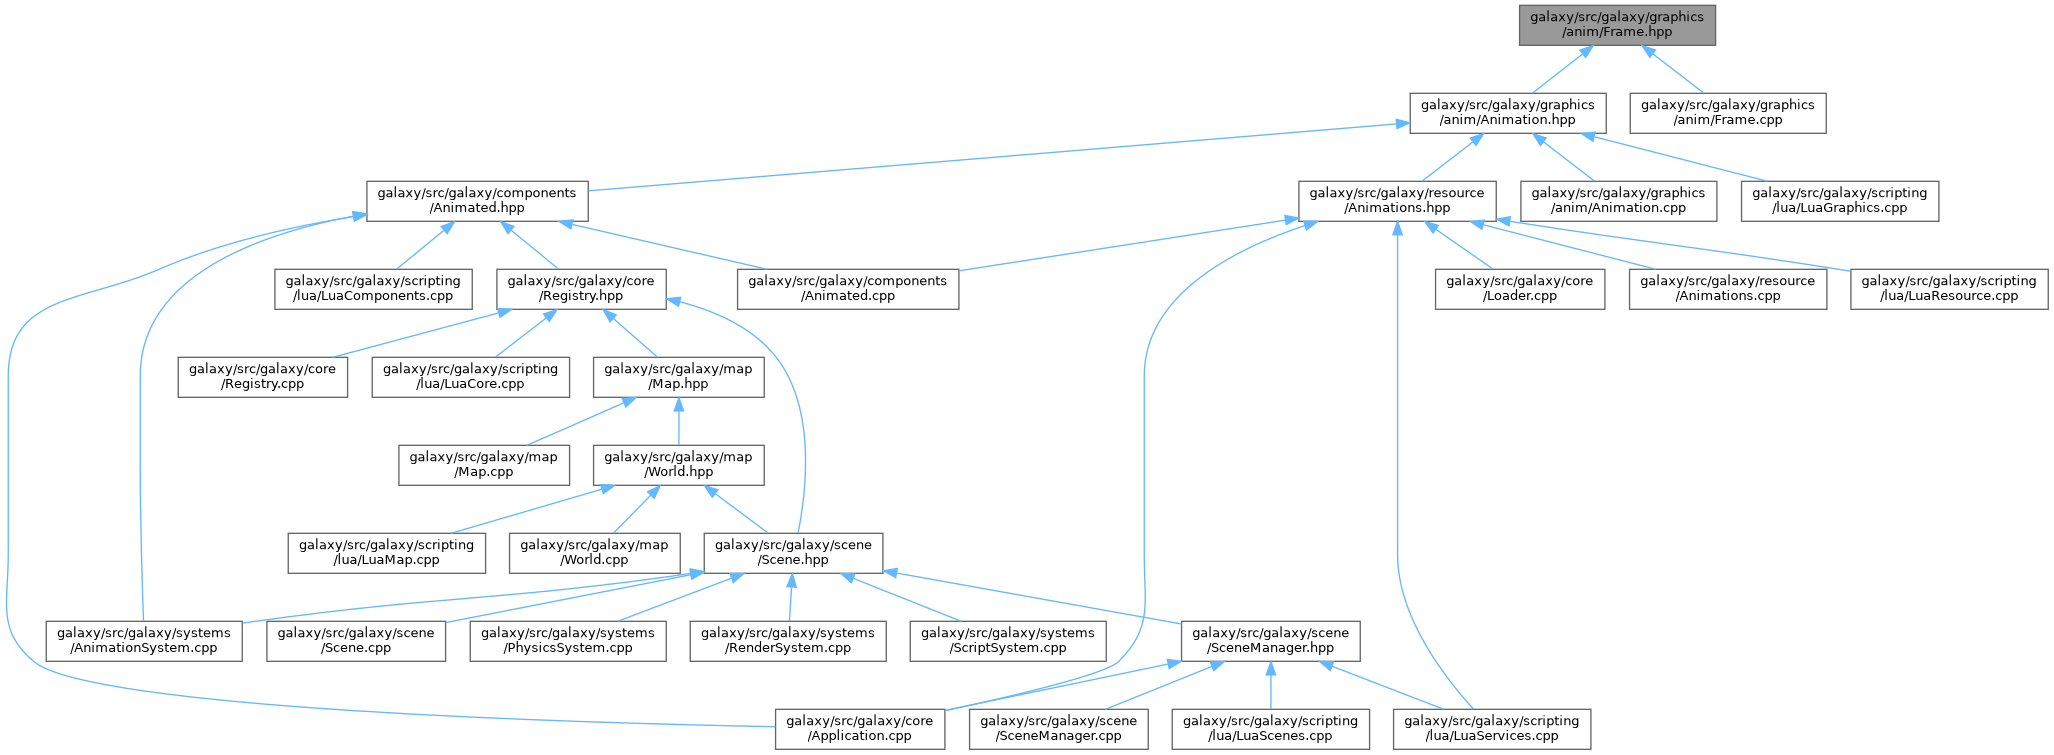 galaxy/src/galaxy/graphics
/anim/Frame.hpp
galaxy/src/galaxy/graphics
/anim/Animation.hpp
galaxy/src/galaxy/graphics
/anim/Frame.cpp
galaxy/src/galaxy/components
/Animated.hpp
galaxy/src/galaxy/resource
/Animations.hpp
galaxy/src/galaxy/graphics
/anim/Animation.cpp
galaxy/src/galaxy/scripting
/lua/LuaGraphics.cpp
galaxy/src/galaxy/scripting
/lua/LuaComponents.cpp
galaxy/src/galaxy/core
/Registry.hpp
galaxy/src/galaxy/components
/Animated.cpp
galaxy/src/galaxy/core
/Loader.cpp
galaxy/src/galaxy/resource
/Animations.cpp
galaxy/src/galaxy/scripting
/lua/LuaResource.cpp
galaxy/src/galaxy/core
/Registry.cpp
galaxy/src/galaxy/scripting
/lua/LuaCore.cpp
galaxy/src/galaxy/map
/Map.hpp
galaxy/src/galaxy/map
/Map.cpp
galaxy/src/galaxy/map
/World.hpp
galaxy/src/galaxy/scripting
/lua/LuaMap.cpp
galaxy/src/galaxy/map
/World.cpp
galaxy/src/galaxy/scene
/Scene.hpp
galaxy/src/galaxy/systems
/AnimationSystem.cpp
galaxy/src/galaxy/scene
/Scene.cpp
galaxy/src/galaxy/systems
/PhysicsSystem.cpp
galaxy/src/galaxy/systems
/RenderSystem.cpp
galaxy/src/galaxy/systems
/ScriptSystem.cpp
galaxy/src/galaxy/scene
/SceneManager.hpp
galaxy/src/galaxy/core
/Application.cpp
galaxy/src/galaxy/scene
/SceneManager.cpp
galaxy/src/galaxy/scripting
/lua/LuaScenes.cpp
galaxy/src/galaxy/scripting
/lua/LuaServices.cpp